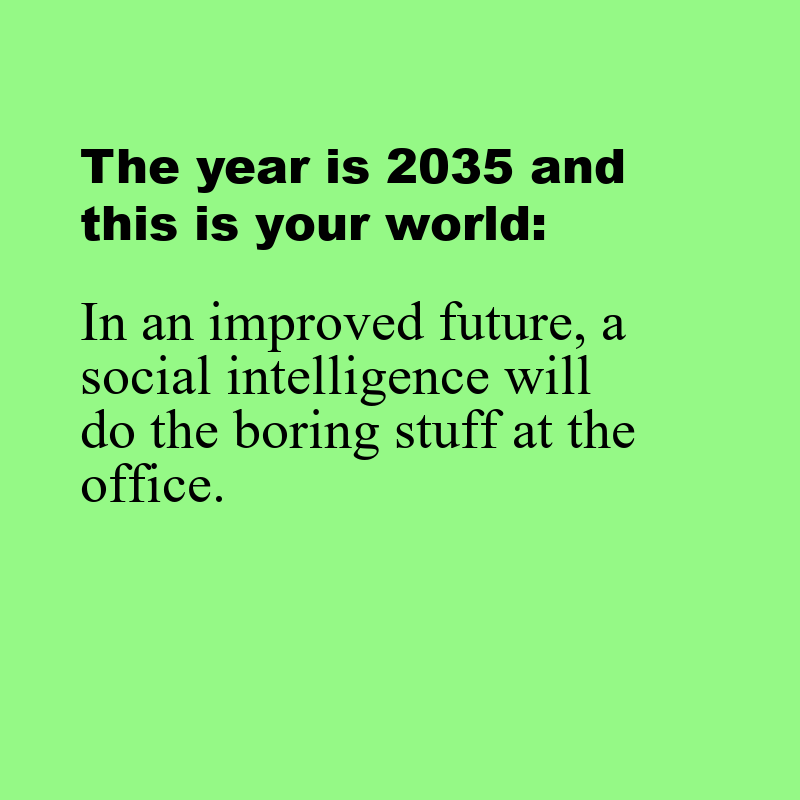 The year is 2035 and
this is your world:
In an improved future, a
social intelligence will
do the boring stuff at the
office.